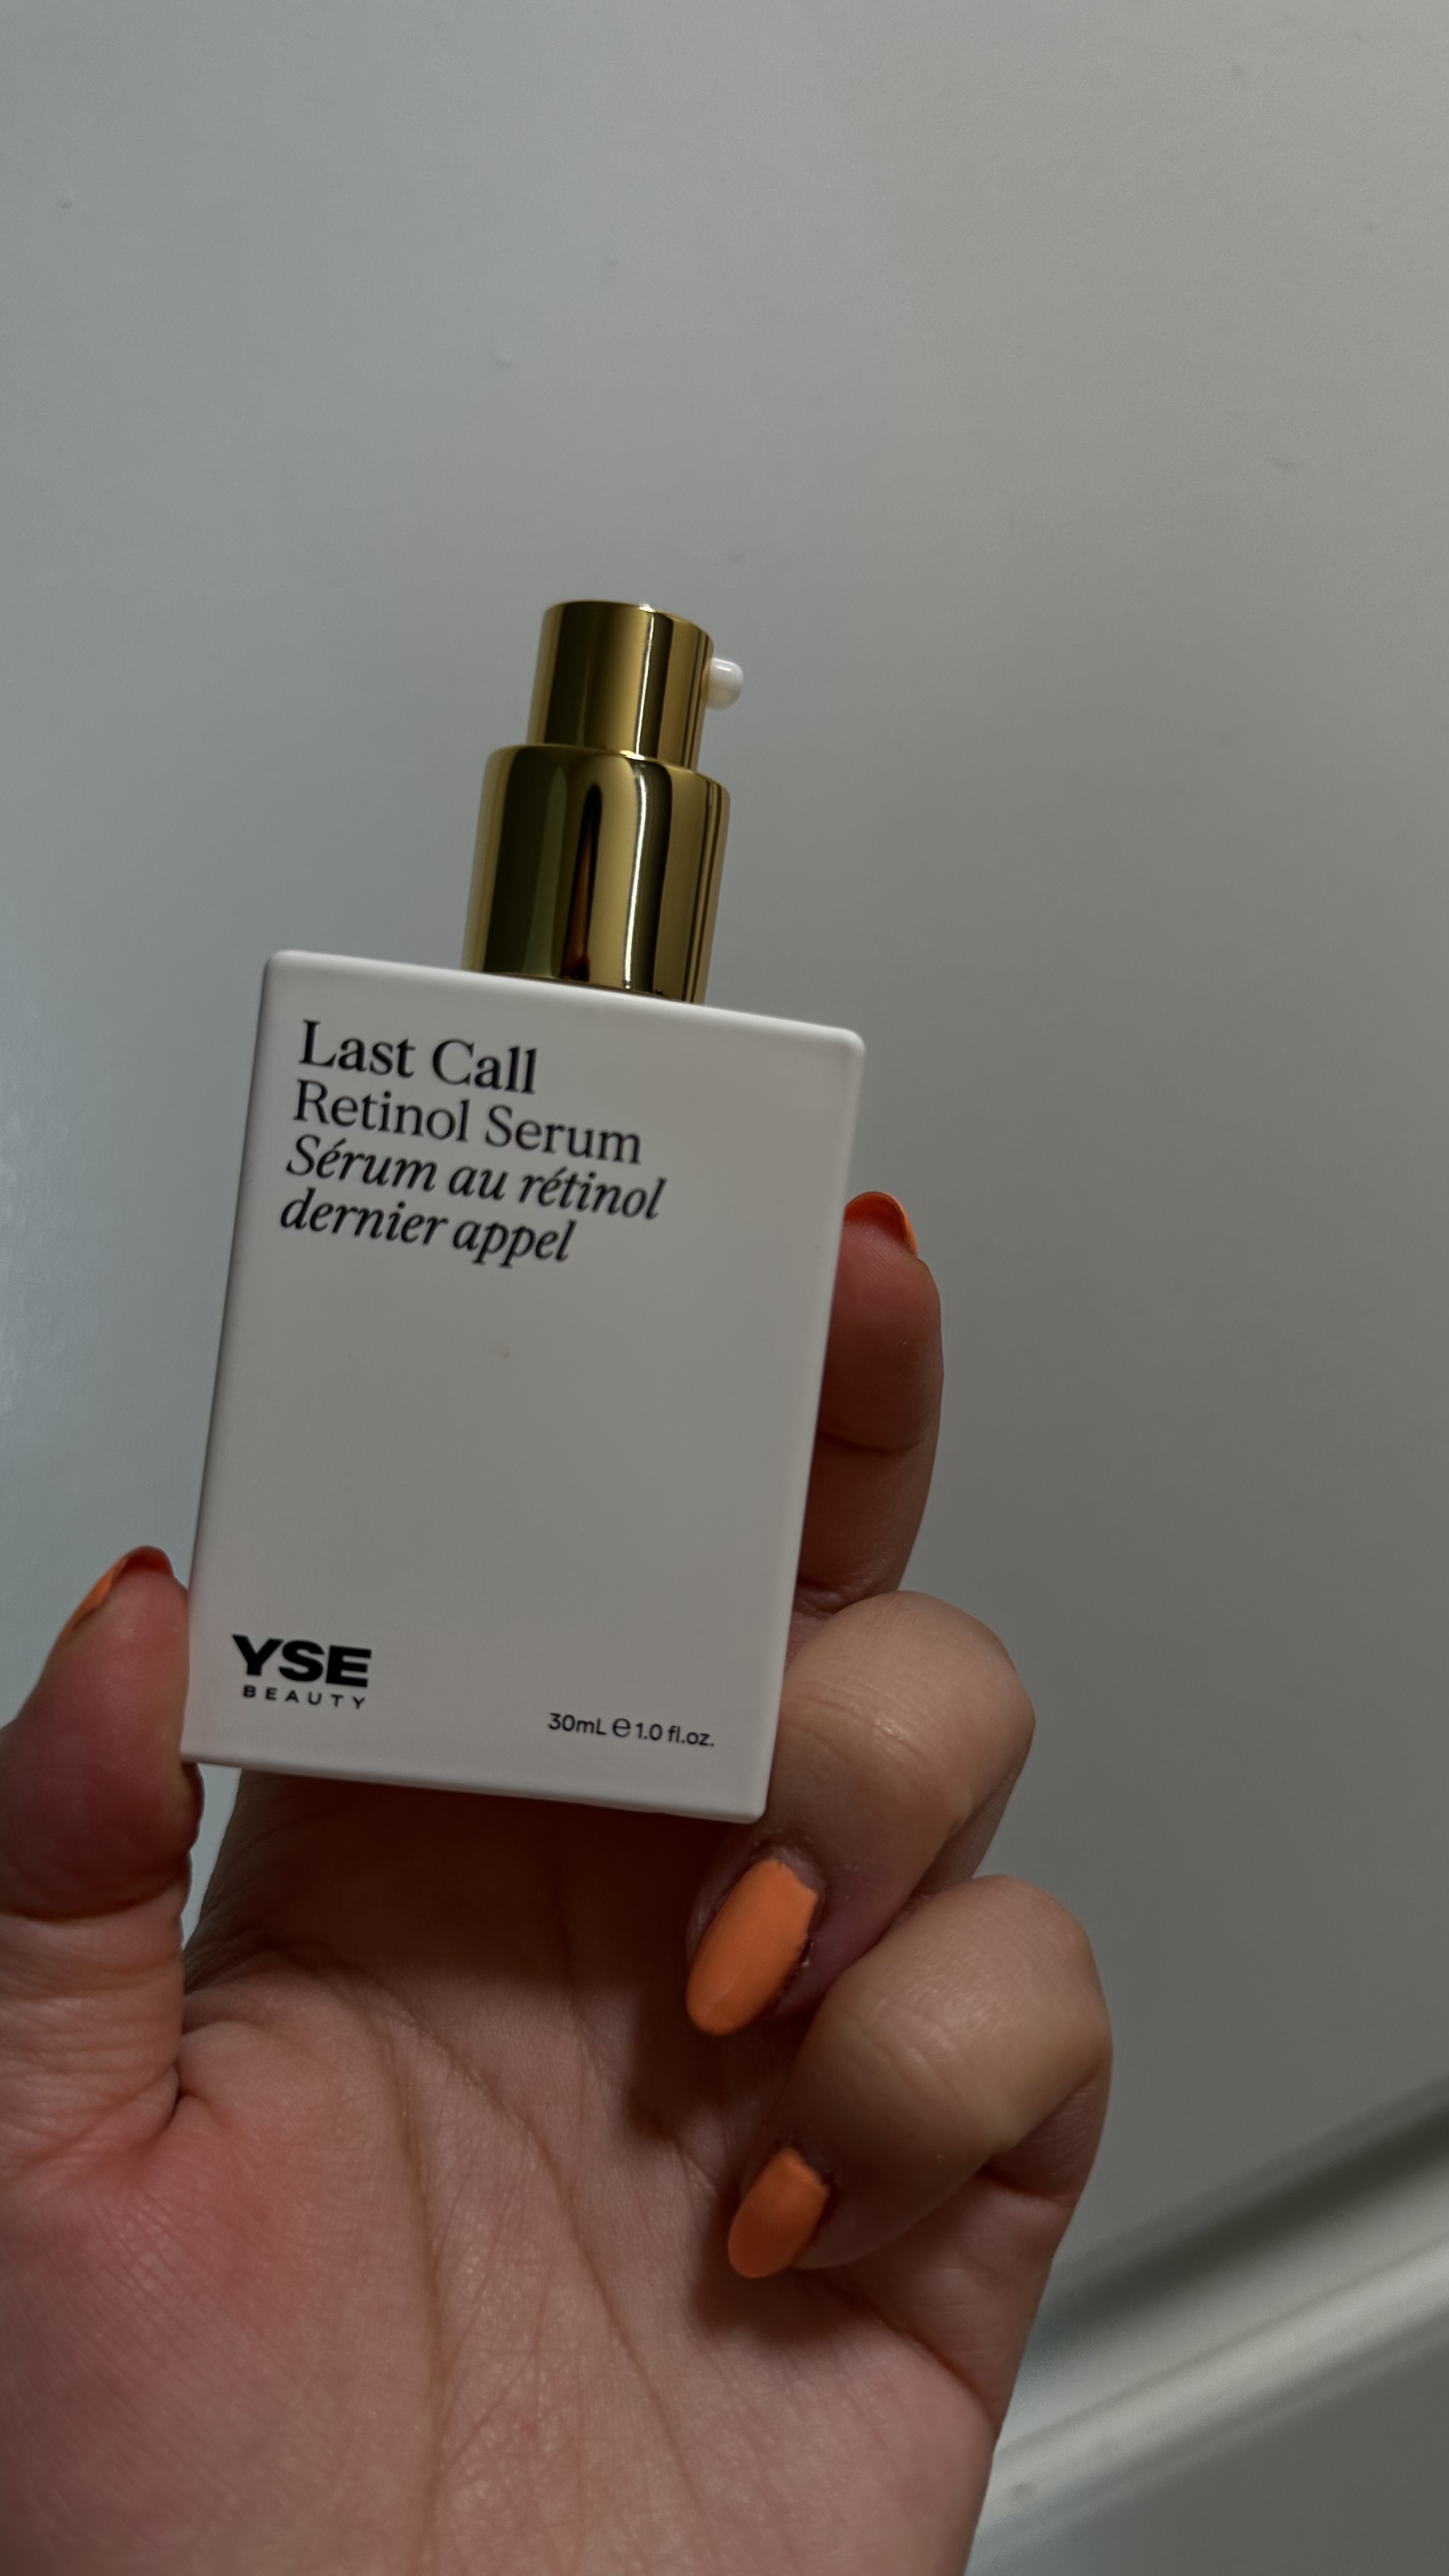 Last Call
Retinol Serum
Sérum au rétinol
dernier appel
YSE
BEAUTY
30mL ℮ 1.0 fl.oz.